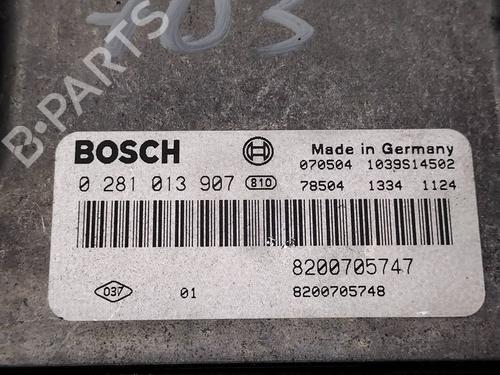 703
B-PARTS
BOSCH
Made in Germany
070504 1039S14502
0 281 013 907 810 78504 1334 1124
8200705747
037 01 8200705748